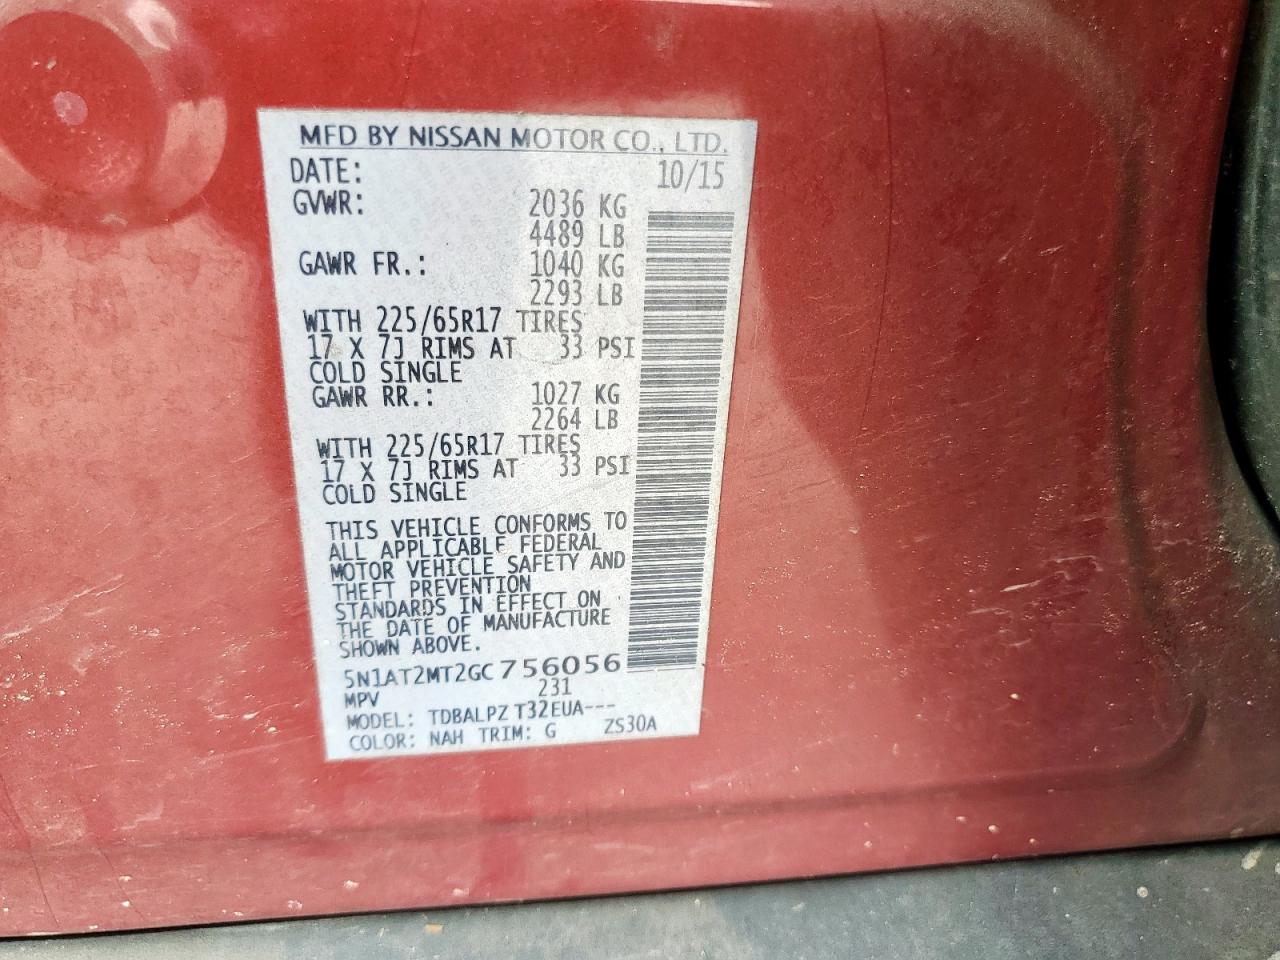 MFD BY NISSAN MOTOR CO., LTD.
DATE: 10/15
GVWR: 2036 KG
4489 LB
GAWR FR.: 1040 KG
2293 LB
WITH 225/65R17 TIRES
17 X 7J RIMS AT 33 PSI
COLD SINGLE
GAWR RR.: 1027 KG
2264 LB
WITH 225/65R17 TIRES
17 X 7J RIMS AT 33 PSI
COLD SINGLE
THIS VEHICLE CONFORMS TO
ALL APPLICABLE FEDERAL
MOTOR VEHICLE SAFETY AND
THEFT PREVENTION
STANDARDS IN EFFECT ON
THE DATE OF MANUFACTURE
SHOWN ABOVE.
5N1AT2MT2GC756056
MPV 231
MODEL: TDBALPZ T32EUA---
COLOR: NAH TRIM: G ZS30A